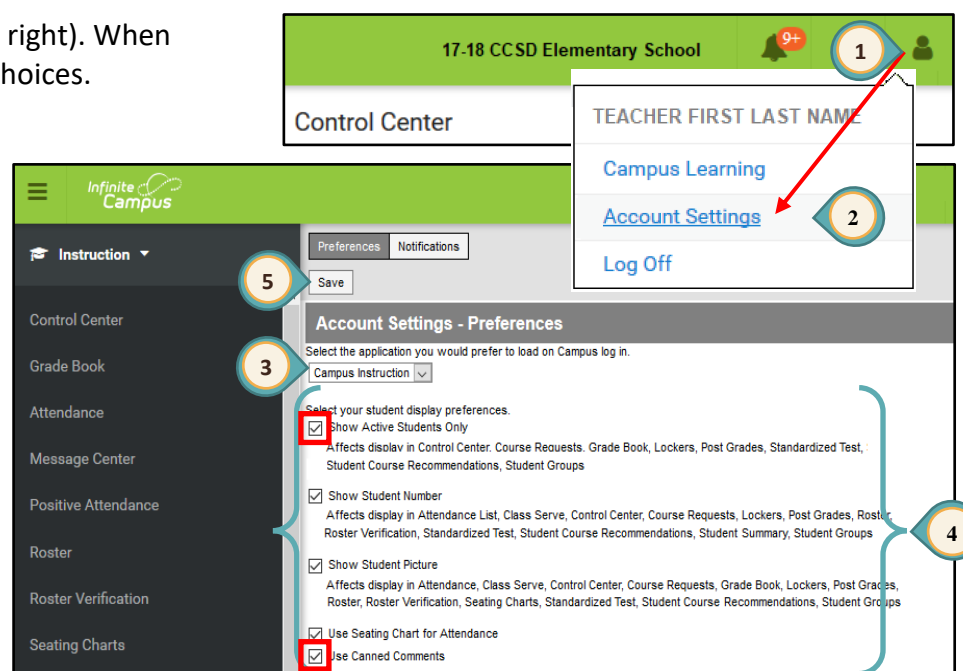 right). When
hoices.
17-18 CCSD Elementary School
9+
1
Control Center
TEACHER FIRST LAST NAME
Campus Learning
Account Settings
2
Log Off
Infinite
Campus
Instruction
Control Center
Grade Book
Attendance
Message Center
Positive Attendance
Roster
Roster Verification
Seating Charts
Preferences Notifications
5
Save
Account Settings - Preferences
Select the application you would prefer to load on Campus log in.
3
Campus Instruction
Select your student display preferences.
Show Active Students Only
Affects display in Control Center. Course Requests. Grade Book, Lockers, Post Grades, Standardized Test,
Student Course Recommendations, Student Groups
Show Student Number
Affects display in Attendance List, Class Serve, Control Center, Course Requests, Lockers, Post Grades, Roster,
Roster Verification, Standardized Test, Student Course Recommendations, Student Summary, Student Groups
4
Show Student Picture
Affects display in Attendance, Class Serve, Control Center, Course Requests, Grade Book, Lockers, Post Grades,
Roster, Roster Verification, Seating Charts, Standardized Test, Student Course Recommendations, Student Groups
Use Seating Chart for Attendance
Use Canned Comments